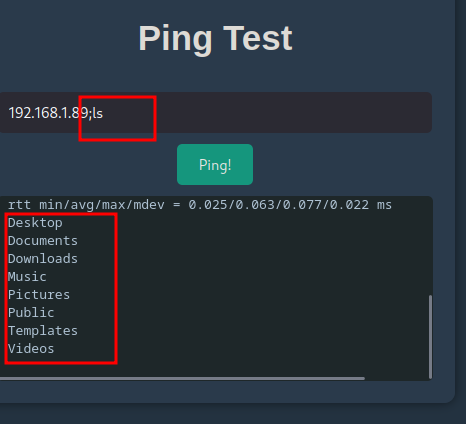 Ping Test
192.168.1.89;ls
Ping!
rtt min/avg/max/mdev = 0.025/0.063/0.077/0.022 ms
Desktop
Documents
Downloads
Music
Pictures
Public
Templates
Videos